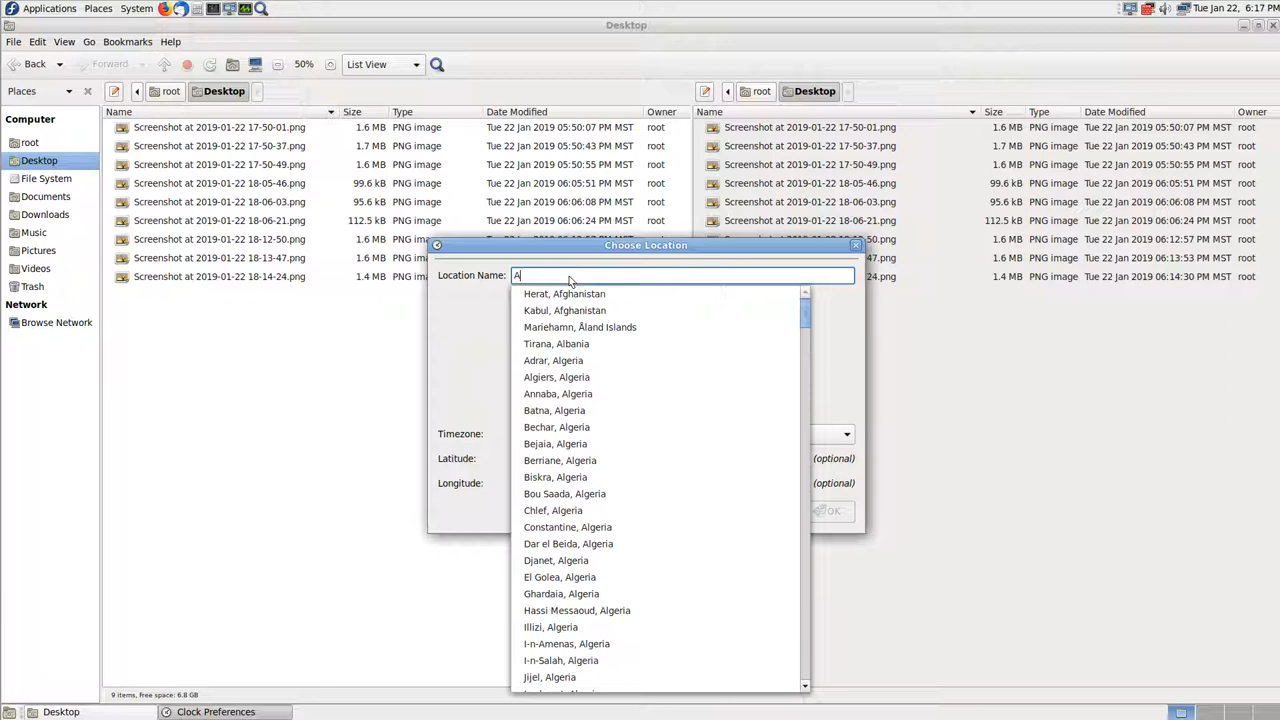 Applications Places System Tue Jan 22, 6:17 PM
Desktop
File Edit View Go Bookmarks Help
Back Forward 50% List View
Places root Desktop root Desktop
Name Size Type Date Modified Owner Name Size Type Date Modified Owner
Computer
root
Desktop
File System
Documents
Downloads
Music
Pictures
Videos
Trash
Network
Browse Network
Screenshot at 2019-01-22 17-50-01.png 1.6 MB PNG image Tue 22 Jan 2019 05:50:07 PM MST root
Screenshot at 2019-01-22 17-50-37.png 1.7 MB PNG image Tue 22 Jan 2019 05:50:43 PM MST root
Screenshot at 2019-01-22 17-50-49.png 1.6 MB PNG image Tue 22 Jan 2019 05:50:55 PM MST root
Screenshot at 2019-01-22 18-05-46.png 99.6 kB PNG image Tue 22 Jan 2019 06:05:51 PM MST root
Screenshot at 2019-01-22 18-06-03.png 95.6 kB PNG image Tue 22 Jan 2019 06:06:08 PM MST root
Screenshot at 2019-01-22 18-06-21.png 112.5 kB PNG image Tue 22 Jan 2019 06:06:24 PM MST root
Screenshot at 2019-01-22 18-12-50.png 1.6 MB PNG
Screenshot at 2019-01-22 18-13-47.png 1.6 MB PNG
Screenshot at 2019-01-22 18-14-24.png 1.4 MB PNG
Screenshot at 2019-01-22 17-50-01.png 1.6 MB PNG image Tue 22 Jan 2019 05:50:07 PM MST root
Screenshot at 2019-01-22 17-50-37.png 1.7 MB PNG image Tue 22 Jan 2019 05:50:43 PM MST root
Screenshot at 2019-01-22 17-50-49.png 1.6 MB PNG image Tue 22 Jan 2019 05:50:55 PM MST root
Screenshot at 2019-01-22 18-05-46.png 99.6 kB PNG image Tue 22 Jan 2019 06:05:51 PM MST root
Screenshot at 2019-01-22 18-06-03.png 95.6 kB PNG image Tue 22 Jan 2019 06:06:08 PM MST root
Screenshot at 2019-01-22 18-06-21.png 112.5 kB PNG image Tue 22 Jan 2019 06:06:24 PM MST root
50.png 1.6 MB PNG image Tue 22 Jan 2019 06:12:57 PM MST root
47.png 1.6 MB PNG image Tue 22 Jan 2019 06:13:53 PM MST root
24.png 1.4 MB PNG image Tue 22 Jan 2019 06:14:30 PM MST root
Choose Location
Location Name: A
Herat, Afghanistan
Kabul, Afghanistan
Mariehamn, Åland Islands
Tirana, Albania
Adrar, Algeria
Algiers, Algeria
Annaba, Algeria
Batna, Algeria
Bechar, Algeria
Bejaia, Algeria
Berriane, Algeria
Biskra, Algeria
Bou Saada, Algeria
Chlef, Algeria
Constantine, Algeria
Dar el Beida, Algeria
Djanet, Algeria
El Golea, Algeria
Ghardaia, Algeria
Hassi Messaoud, Algeria
Illizi, Algeria
I-n-Amenas, Algeria
I-n-Salah, Algeria
Jijel, Algeria
Timezone:
Latitude: (optional)
Longitude: (optional)
OK
9 items, Free space: 6.8 GB
Desktop Clock Preferences